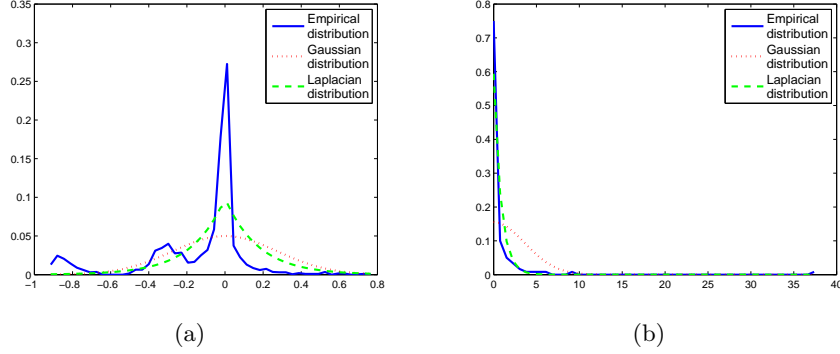 0.35
0.3
0.25
0.2
0.15
0.1
0.05
0
−1 −0.8 −0.6 −0.4 −0.2 0 0.2 0.4 0.6 0.8
Empirical
distribution
Gaussian
distribution
Laplacian
distribution
(a)
0.8
0.7
0.6
0.5
0.4
0.3
0.2
0.1
0
0 5 10 15 20 25 30 35 40
Empirical
distribution
Gaussian
distribution
Laplacian
distribution
(b)